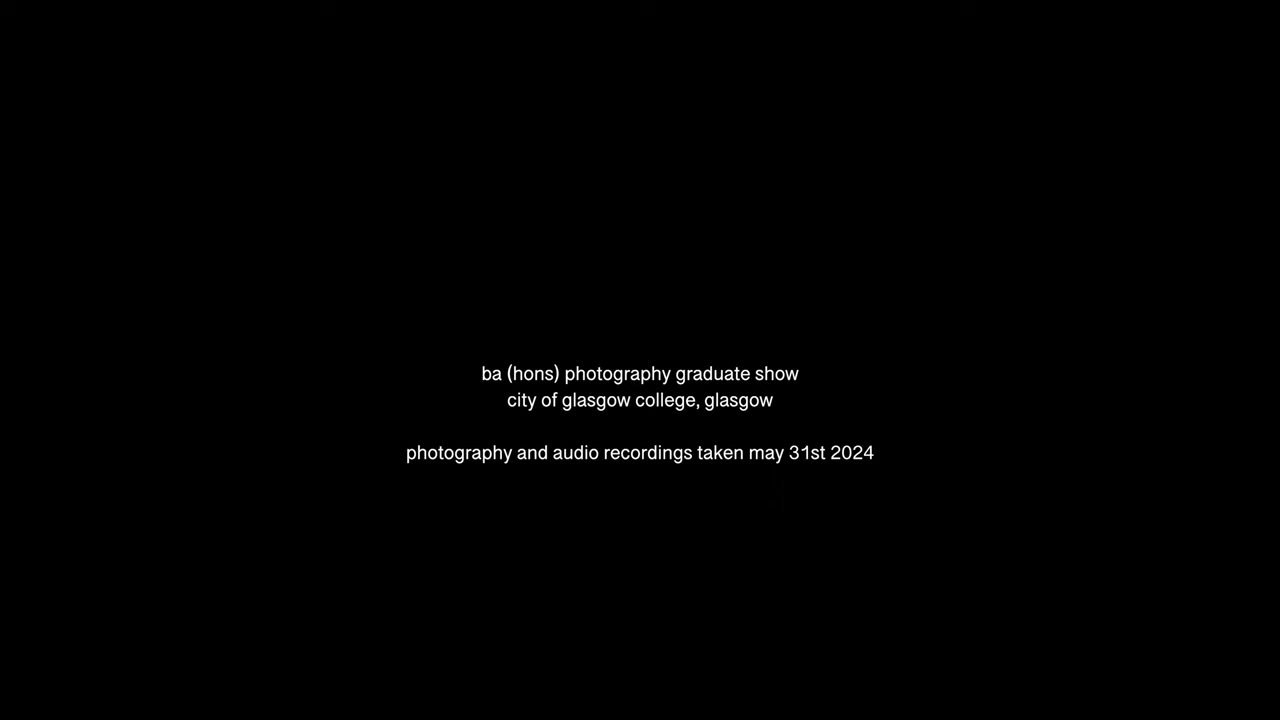 ba (hons) photography graduate show
city of glasgow college, glasgow
photography and audio recordings taken may 31st 2024